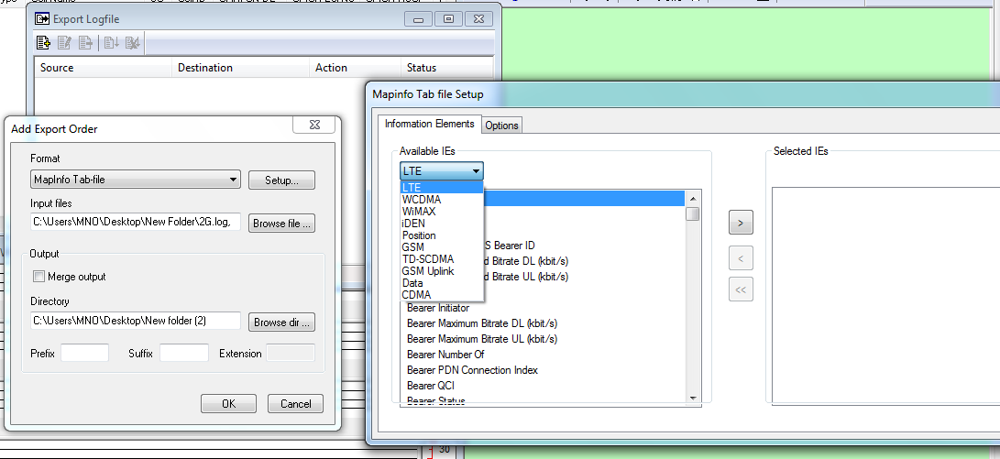 Export Logfile
Source Destination Action Status
Add Export Order
Format
MapInfo Tab-file Setup...
Input files
C:\Users\MNO\Desktop\New Folder\2G.log, Browse file ...
Output
Merge output
Directory
C:\Users\MNO\Desktop\New folder (2) Browse dir ...
Prefix Suffix Extension
OK Cancel
Mapinfo Tab file Setup
Information Elements Options
Available IEs
LTE
LTE
WCDMA
WiMAX
iDEN
Position
GSM
TD-SCDMA
GSM Uplink
Data
CDMA
S Bearer ID
d Bitrate DL (kbit/s)
d Bitrate UL (kbit/s)
Bearer Initiator
Bearer Maximum Bitrate DL (kbit/s)
Bearer Maximum Bitrate UL (kbit/s)
Bearer Number Of
Bearer PDN Connection Index
Bearer QCI
Bearer Status
>
<
<<
Selected IEs
30